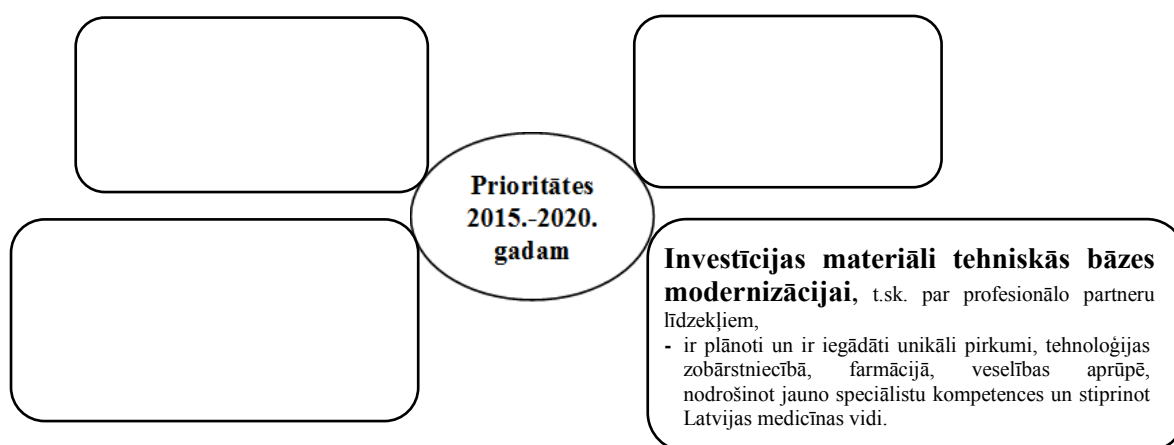 Prioritātes
2015.-2020.
gadam
Investīcijas materiāli tehniskās bāzes
modernizācijai, t.sk. par profesionālo partneru
līdzekļiem,
- ir plānoti un ir iegādāti unikāli pirkumi, tehnoloģijas
zobārstniecībā, farmācijā, veselības aprūpē,
nodrošinot jauno speciālistu kompetences un stiprinot
Latvijas medicīnas vidi.